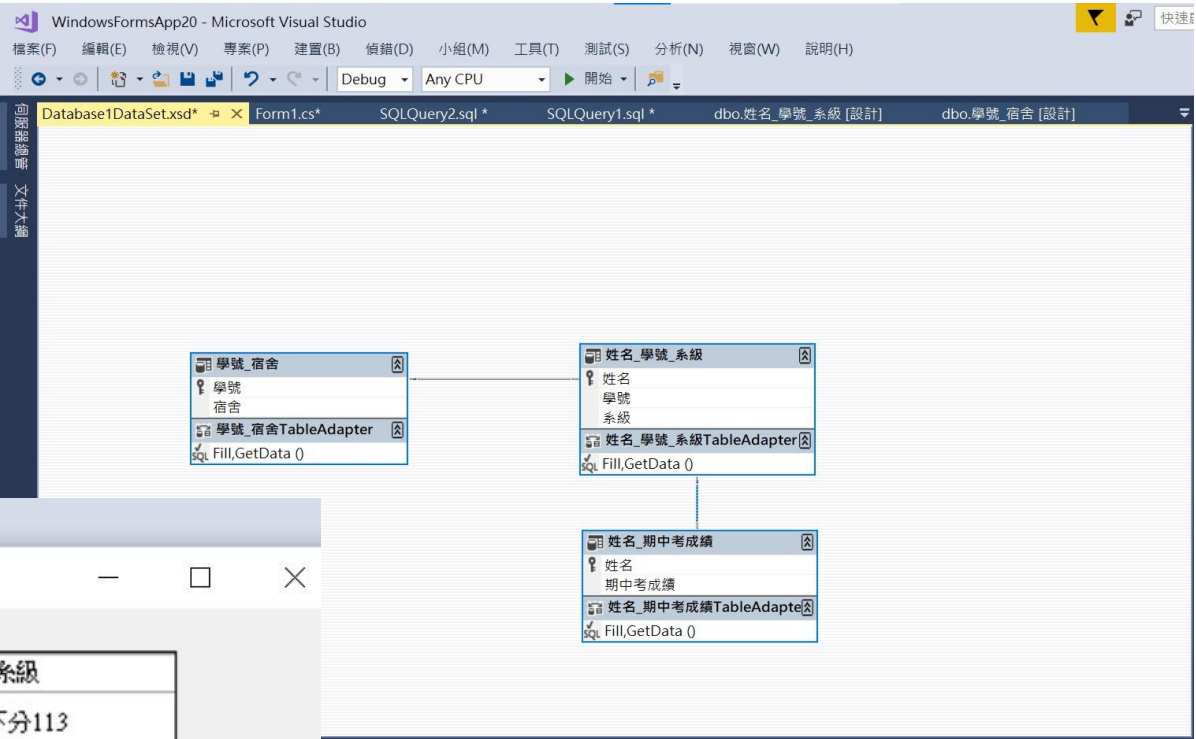 WindowsFormsApp20 - Microsoft Visual Studio
快速
檔案(F) 編輯(E) 檢視(V) 專案(P) 建置(B) 偵錯(D) 小組(M) 工具(T) 測試(S) 分析(N) 視窗(W) 說明(H)
Debug Any CPU 開始
伺服器總管
文件大綱
Database1DataSet.xsd* Form1.cs* SQLQuery2.sql * SQLQuery1.sql * dbo.姓名_學號_系級 [設計] dbo.學號_宿舍 [設計]
學號_宿舍
學號
宿舍
學號_宿舍TableAdapter
Fill,GetData ()
姓名_學號_系級
姓名
學號
系級
姓名_學號_系級TableAdapter
Fill,GetData ()
姓名_期中考成績
姓名
期中考成績
姓名_期中考成績TableAdapte
Fill,GetData ()
系級
不分113